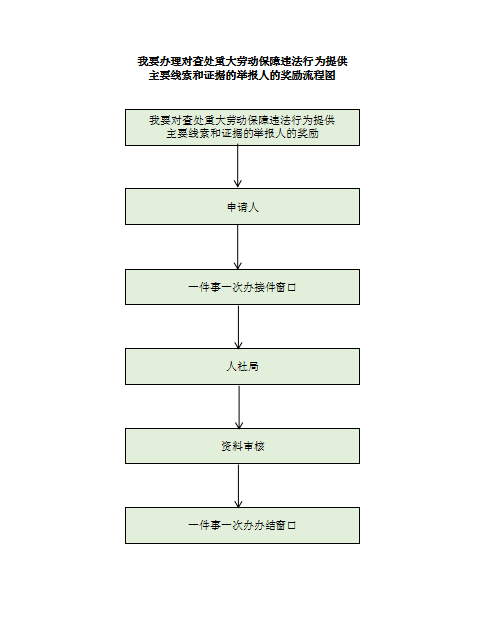 我要办理对查处重大劳动保障违法行为提供
主要线索和证据的举报人的奖励流程图
我要对查处重大劳动保障违法行为提供
主要线索和证据的举报人的奖励
申请人
一件事一次办接件窗口
人社局
资料审核
一件事一次办办结窗口